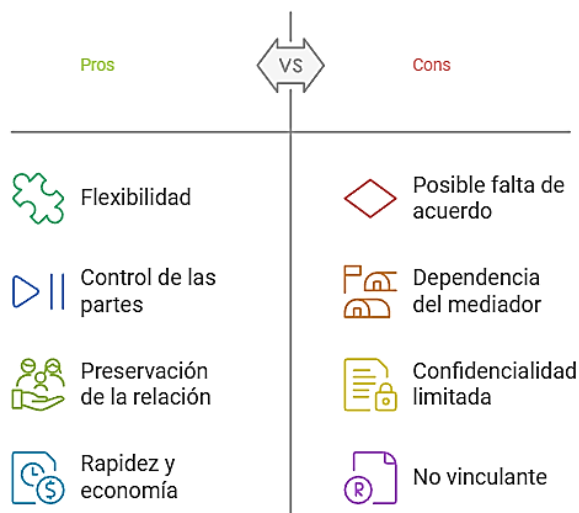 Pros
VS
Cons
Flexibilidad
Posible falta de
acuerdo
Control de las
partes
Dependencia
del mediador
Preservación
de la relación
Confidencialidad
limitada
Rapidez y
economía
$
No vinculante
R